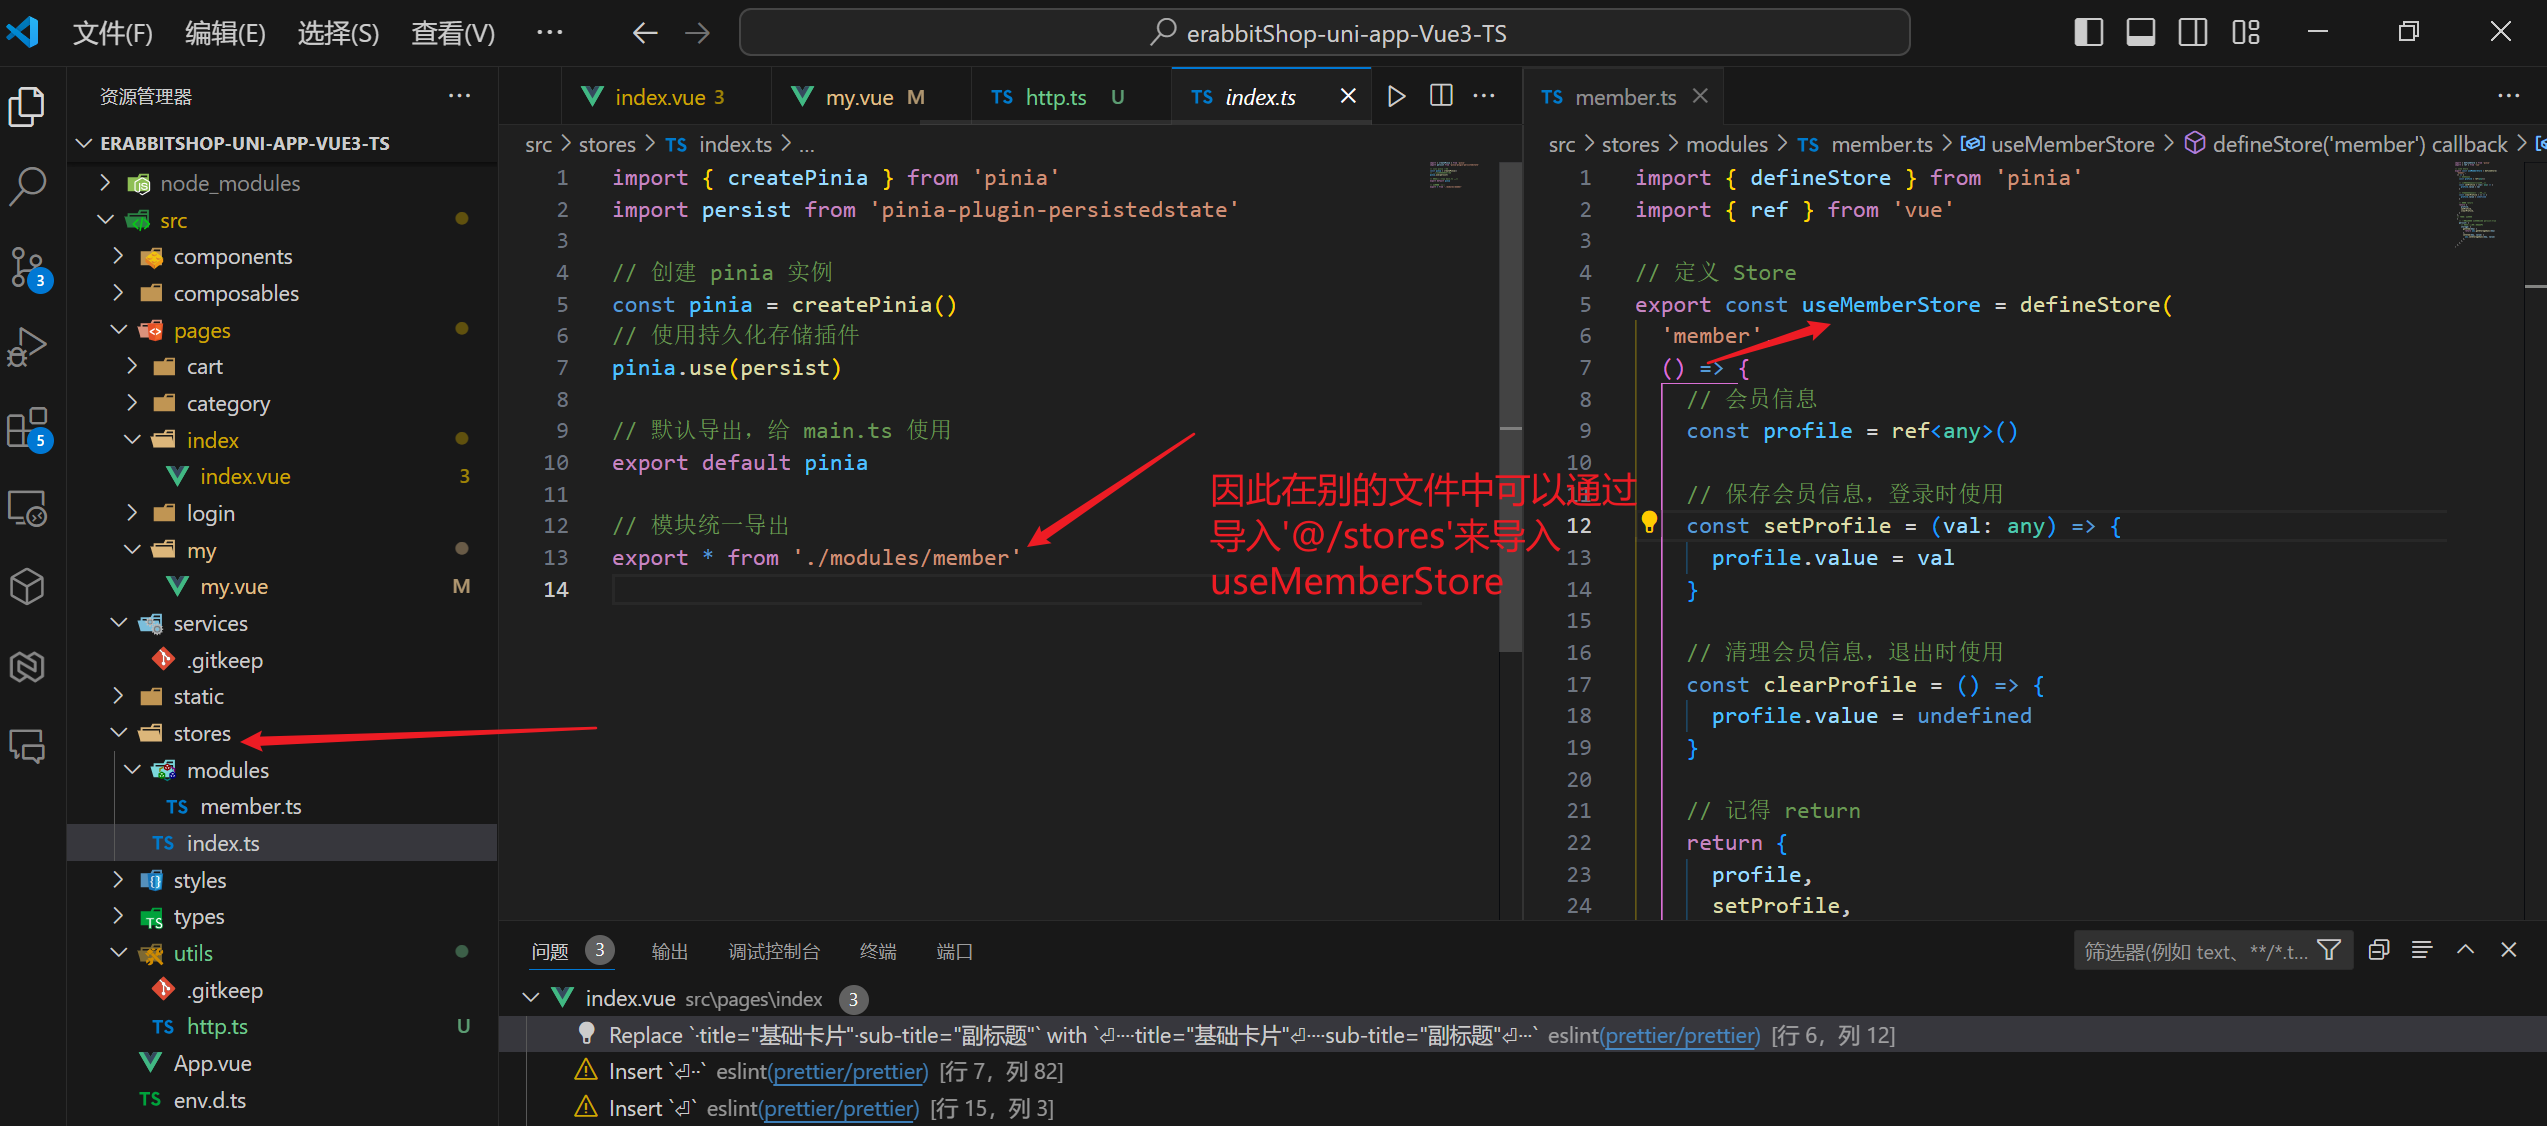 文件(F) 编辑(E) 选择(S) 查看(V) ··· erabbitShop-uni-app-Vue3-TS
资源管理器 ···
ERABBITSHOP-UNI-APP-VUE3-TS
node_modules
src
components
composables
pages
cart
category
index
index.vue 3
login
my
my.vue M
services
.gitkeep
static
stores
modules
TS member.ts
TS index.ts
styles
types
utils
.gitkeep
TS http.ts U
App.vue
TS env.d.ts
3
5
index.vue 3 my.vue M TS http.ts U TS index.ts
src > stores > TS index.ts > ...
1 import { createPinia } from 'pinia'
2 import persist from 'pinia-plugin-persistedstate'
3
4 // 创建 pinia 实例
5 const pinia = createPinia()
6 // 使用持久化存储插件
7 pinia.use(persist)
8
9 // 默认导出，给 main.ts 使用
10 export default pinia
11
12 // 模块统一导出
13 export * from './modules/member'
14
因此在别的文件中可以通过
导入'@/stores'来导入
useMemberStore
TS member.ts
src > stores > modules > TS member.ts > useMemberStore > defineStore('member') callback >
1 import { defineStore } from 'pinia'
2 import { ref } from 'vue'
3
4 // 定义 Store
5 export const useMemberStore = defineStore(
6 'member'
7 () => {
8 // 会员信息
9 const profile = ref<any>()
10
11 // 保存会员信息，登录时使用
12 const setProfile = (val: any) => {
13 profile.value = val
14 }
15
16 // 清理会员信息，退出时使用
17 const clearProfile = () => {
18 profile.value = undefined
19 }
20
21 // 记得 return
22 return {
23 profile,
24 setProfile,
问题 3 输出 调试控制台 终端 端口 筛选器(例如 text、**/*.t...
index.vue src\pages\index 3
Replace `·title="基础卡片"·sub-title="副标题"` with `⏎····title="基础卡片"⏎····sub-title="副标题"⏎···` eslint(prettier/prettier) [行 6，列 12]
Insert `⏎··` eslint(prettier/prettier) [行 7，列 82]
Insert `⏎` eslint(prettier/prettier) [行 15，列 3]